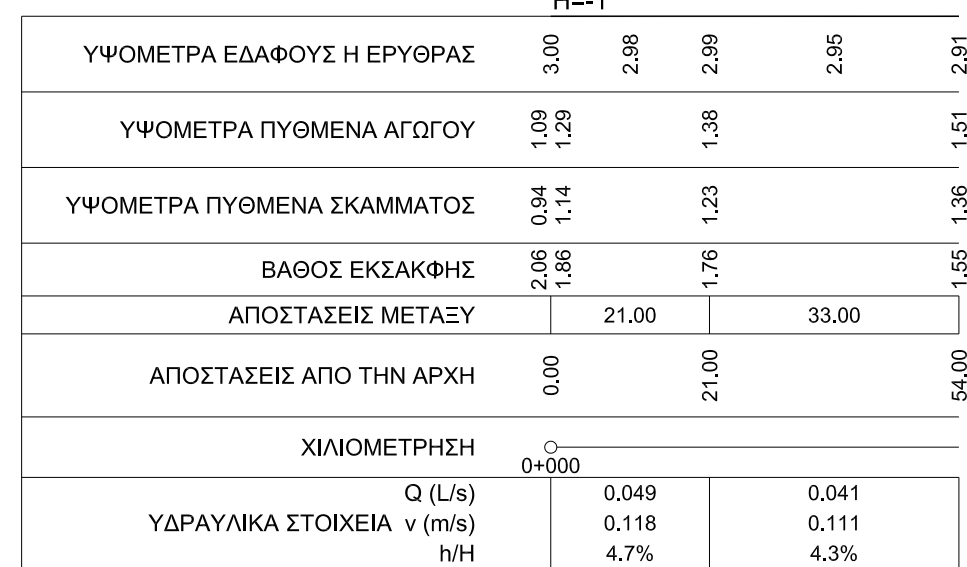 H=-1
ΥΨΟΜΕΤΡΑ ΕΔΑΦΟΥΣ Η ΕΡΥΘΡΑΣ 3.00 2.98 2.99 2.95 2.91
ΥΨΟΜΕΤΡΑ ΠΥΘΜΕΝΑ ΑΓΩΓΟΥ 1.09 1.29 1.38 1.51
ΥΨΟΜΕΤΡΑ ΠΥΘΜΕΝΑ ΣΚΑΜΜΑΤΟΣ 0.94 1.14 1.23 1.36
ΒΑΘΟΣ ΕΚΣΑΚΦΗΣ 2.06 1.86 1.76 1.55
ΑΠΟΣΤΑΣΕΙΣ ΜΕΤΑΞΥ 21.00 33.00
ΑΠΟΣΤΑΣΕΙΣ ΑΠΟ ΤΗΝ ΑΡΧΗ 0.00 21.00 54.00
ΧΙΛΙΟΜΕΤΡΗΣΗ
0+000
Q (L/s) 0.049 0.041
ΥΔΡΑΥΛΙΚΑ ΣΤΟΙΧΕΙΑ v (m/s) 0.118 0.111
h/H 4.7% 4.3%